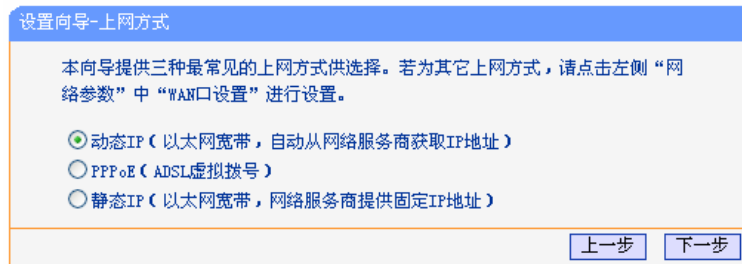 设置向导-上网方式
本向导提供三种最常见的上网方式供选择。若为其它上网方式，请点击左侧“网
络参数”中“WAN口设置”进行设置。
动态IP（以太网宽带，自动从网络服务商获取IP地址）
PPPoE（ADSL虚拟拨号）
静态IP（以太网宽带，网络服务商提供固定IP地址）
上一步 下一步